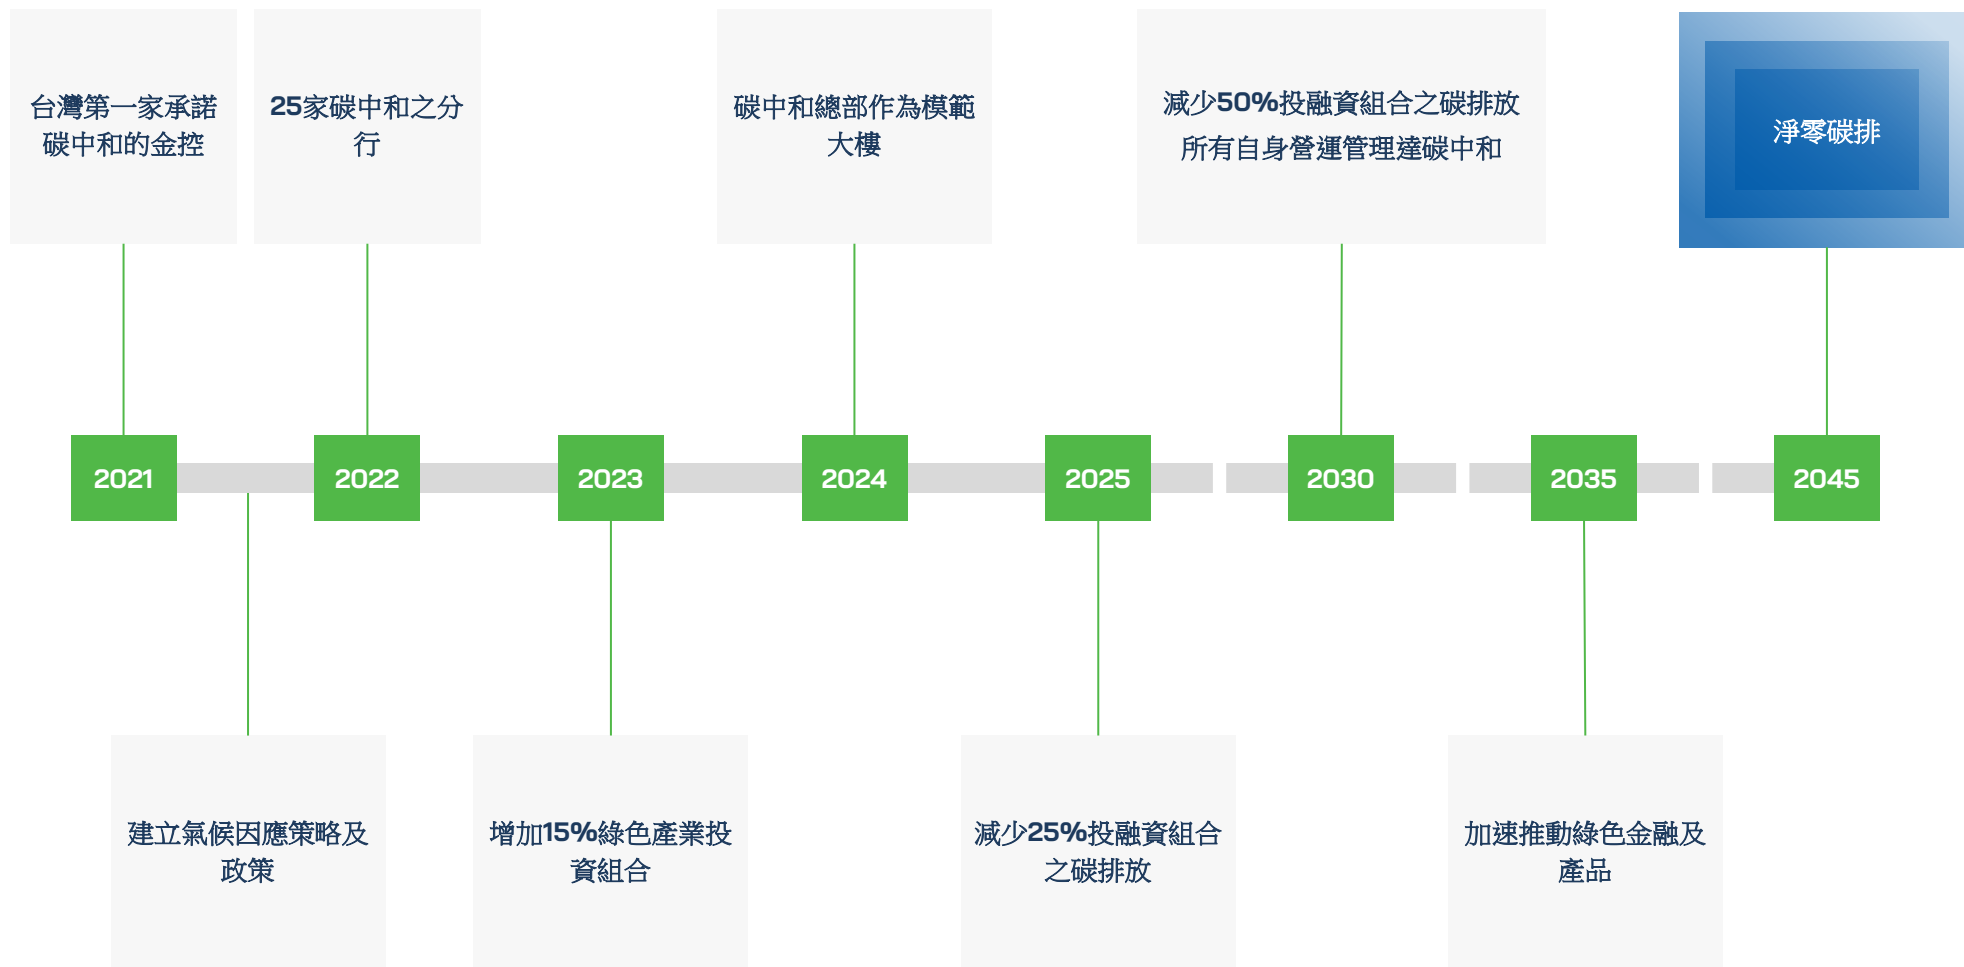 台灣第一家承諾
碳中和的金控
25家碳中和之分
行
碳中和總部作為模範
大樓
減少50%投融資組合之碳排放
所有自身營運管理達碳中和
淨零碳排
2021
2022
2023
2024
2025
2030
2035
2045
建立氣候因應策略及
政策
增加15%綠色產業投
資組合
減少25%投融資組合
之碳排放
加速推動綠色金融及
產品